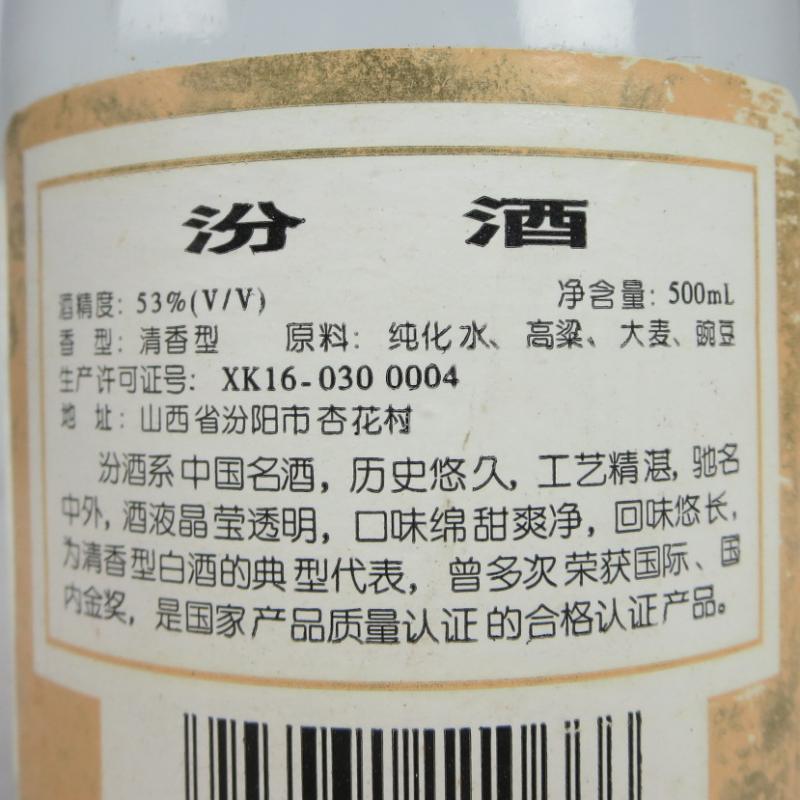 汾酒
酒精度：53%(V/V) 净含量：500mL
香型：清香型 原料：纯化水、高粱、大麦、豌豆
生产许可证号：XK16-030 0004
地址：山西省汾阳市杏花村
汾酒系中国名酒，历史悠久，工艺精湛，驰名
中外，酒液晶莹透明，口味绵甜爽净，回味悠长，
为清香型白酒的典型代表，曾多次荣获国际、国
内金奖，是国家产品质量认证的合格认证产品。